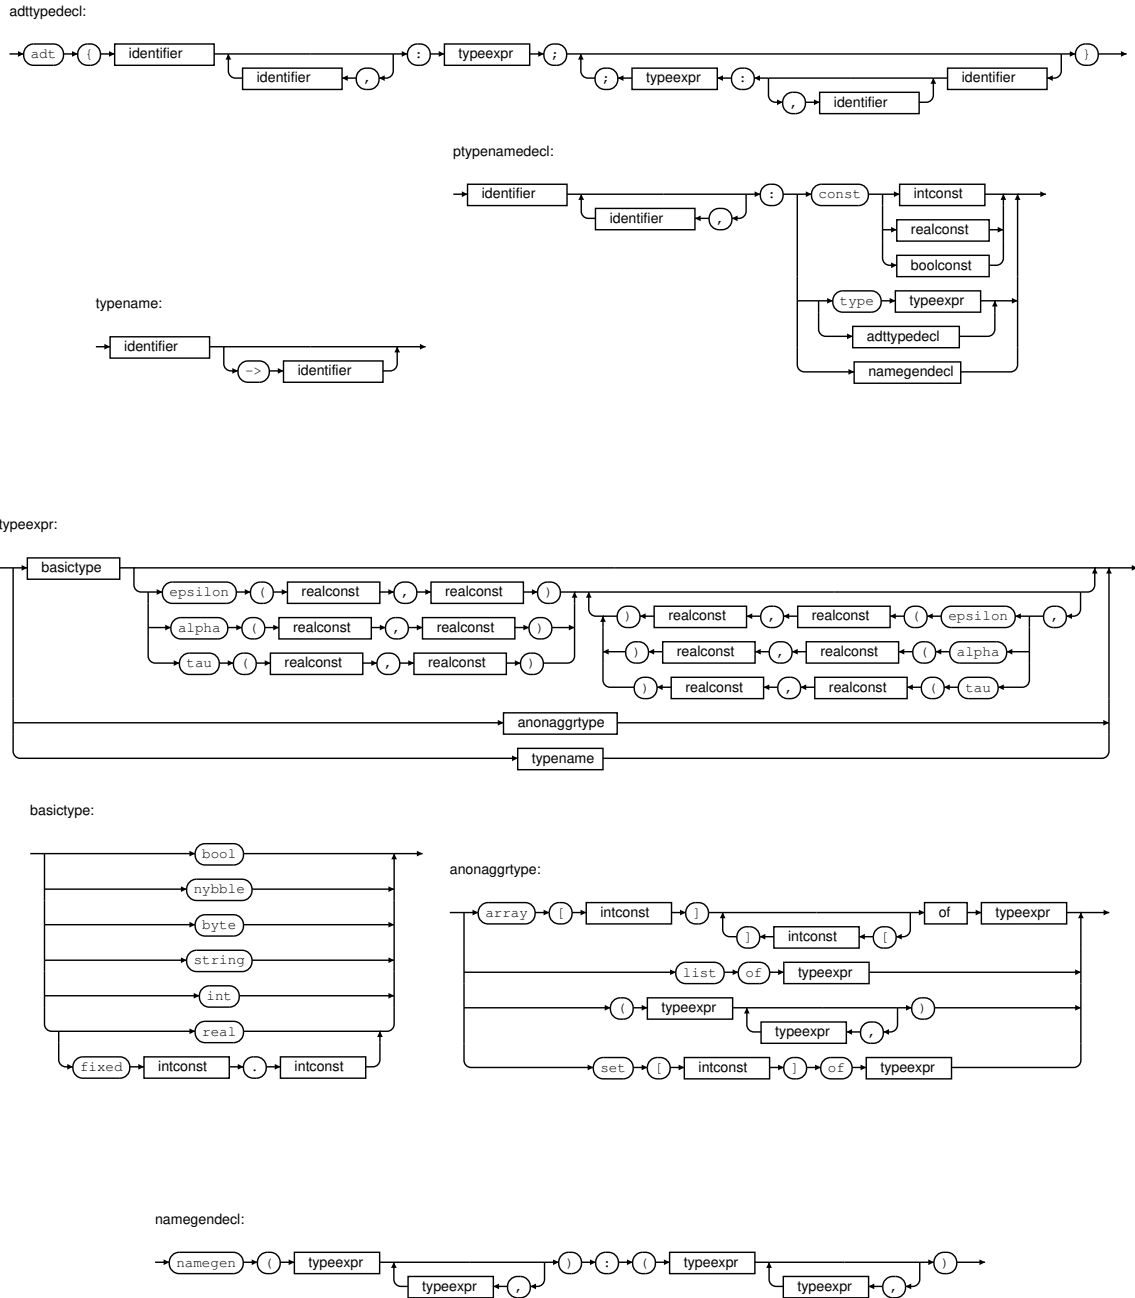 adttypedecl:
adt { identifier : typeexpr ; }
identifier , ; typeexpr : identifier
, identifier
ptypenamedecl:
identifier : const intconst
identifier , realconst
boolconst
typename:
type typeexpr
identifier adttypedecl
-> identifier namegendecl
typeexpr:
basictype
epsilon ( realconst , realconst )
) realconst , realconst ( epsilon ,
alpha ( realconst , realconst )
) realconst , realconst ( alpha
tau ( realconst , realconst )
) realconst , realconst ( tau
anonaggrtype
typename
basictype:
bool
nybble
byte
string
int
real
fixed intconst . intconst
anonaggrtype:
array [ intconst ] of typeexpr
] intconst [
list of typeexpr
( typeexpr )
typeexpr ,
set [ intconst ] of typeexpr
namegendecl:
namegen ( typeexpr ) : ( typeexpr )
typeexpr , typeexpr ,